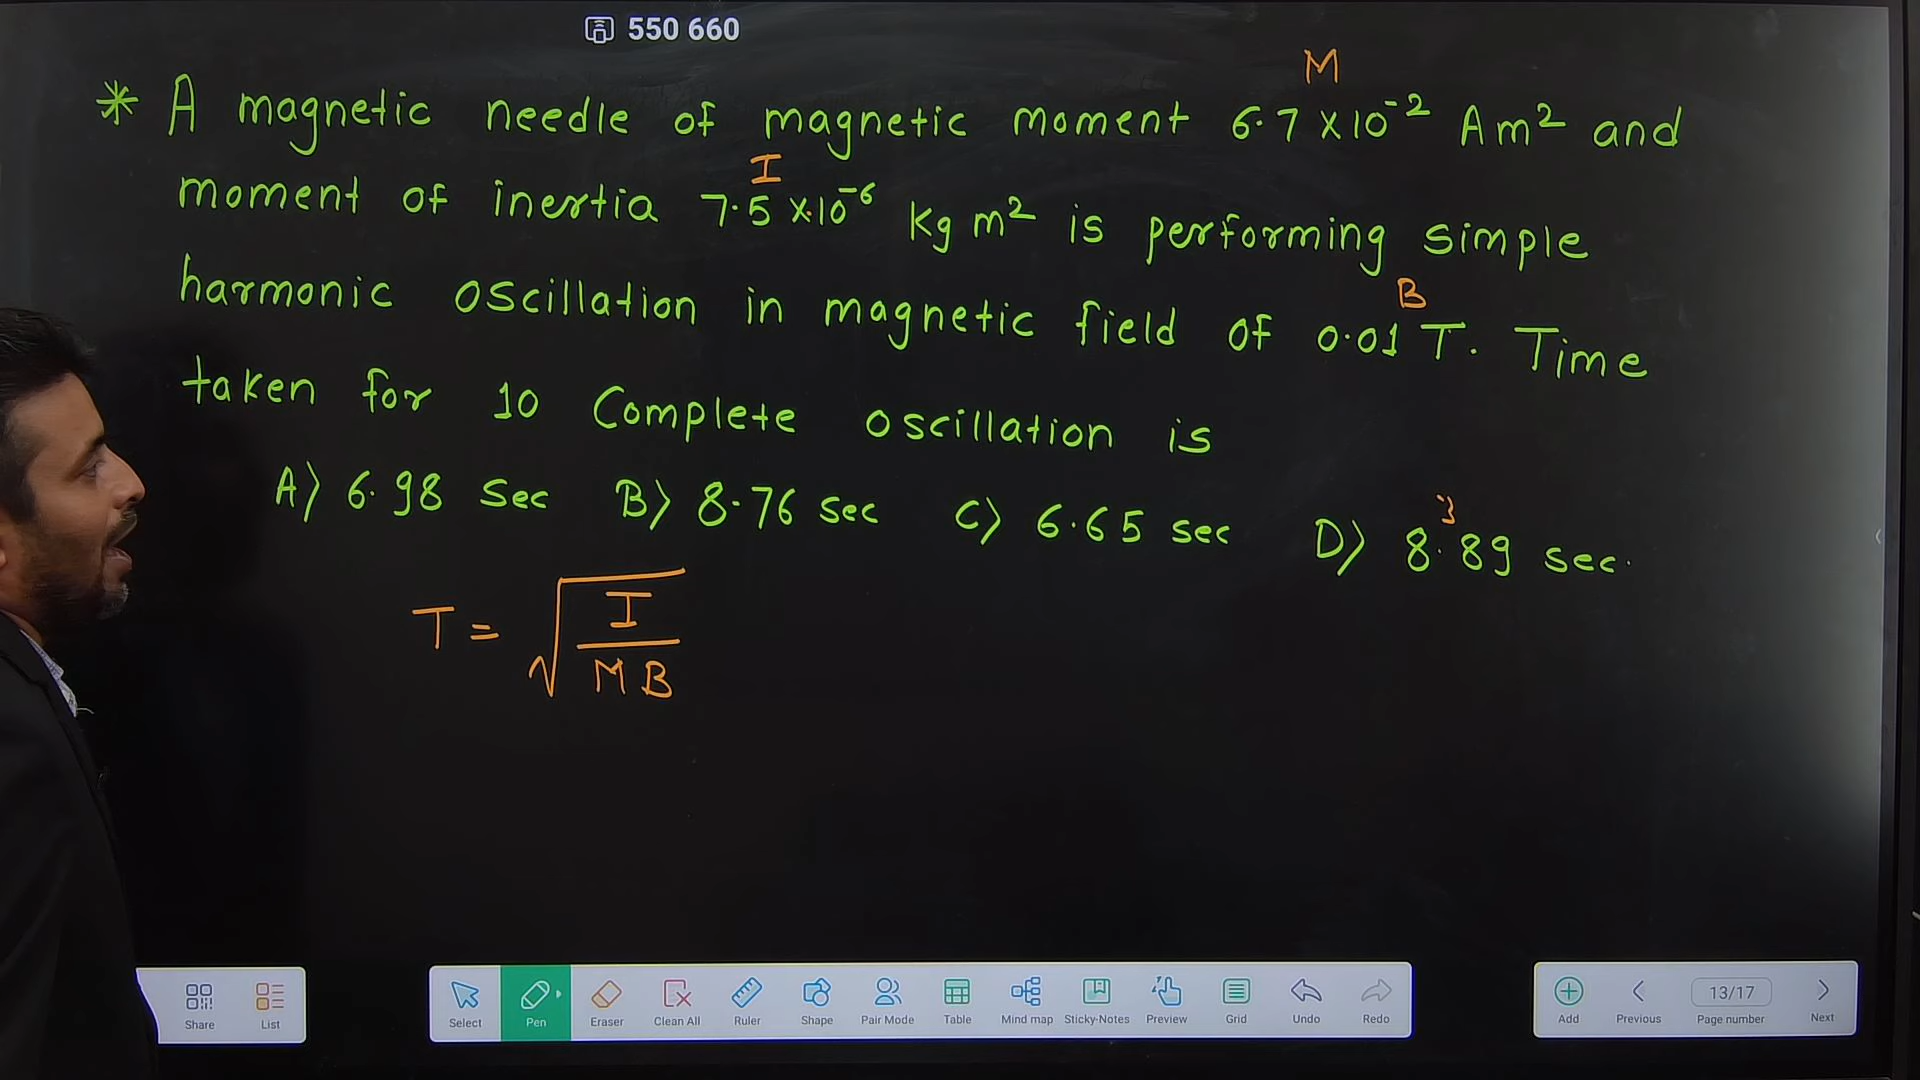 550 660
M
* A magnetic needle of magnetic moment 6.7 x 10⁻² A m² and
I
moment of inertia 7.5 x 10⁻⁶ kg m² is performing simple
B
harmonic oscillation in magnetic field of 0.01 T. Time
taken for 10 Complete oscillation is
A) 6.98 Sec B) 8.76 sec C) 6.65 sec D) 8.89 sec.
T = √(I / M B)
Share List Select Pen Eraser Clean All Ruler Shape Pair Mode Table Mind map Sticky-Notes Preview Grid Undo Redo Add Previous 13/17 Page number Next